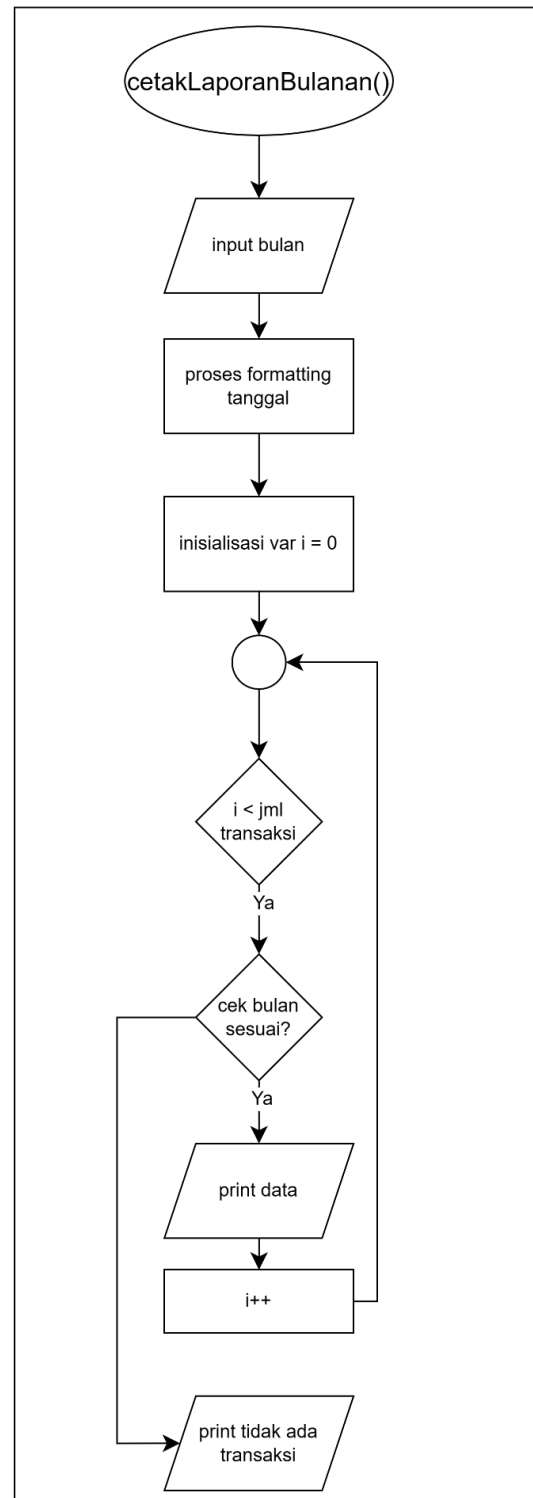 cetakLaporanBulanan()
input bulan
proses formatting
tanggal
inisialisasi var i = 0
i < jml
transaksi
Ya
cek bulan
sesuai?
Ya
print data
i++
print tidak ada
transaksi